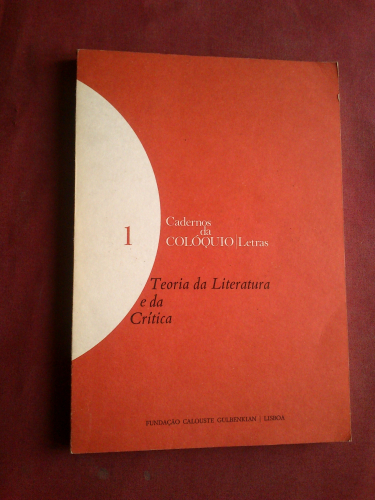 1
Cadernos
da
COLÓQUIO|Letras
Teoria da Literatura
e da
Crítica
FUNDAÇÃO CALOUSTE GULBENKIAN / LISBOA